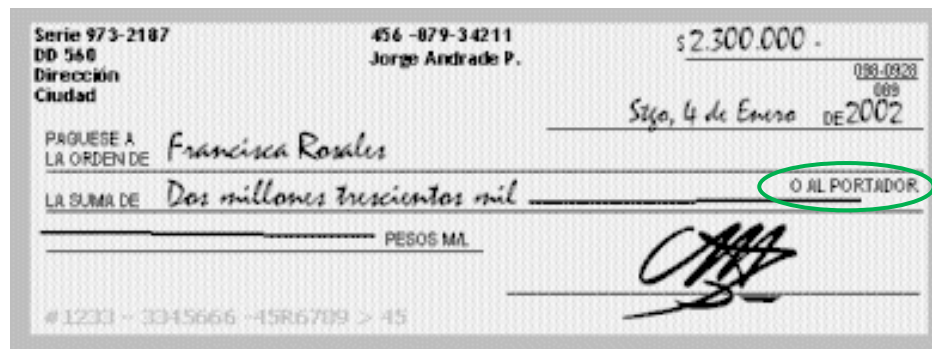 Serie 973-2187 456 -879-34211 $ 2.300.000 -
DD 560 Jorge Andrade P.
Dirección 098-0928
Ciudad 089
Stgo, 4 de Enero DE 2002
PAGUESE A
LA ORDEN DE Francisca Rosales
LA SUMA DE Dos millones trescientos mil O AL PORTADOR
PESOS M/L
#1233 - 3345666 -45R6789 > 45